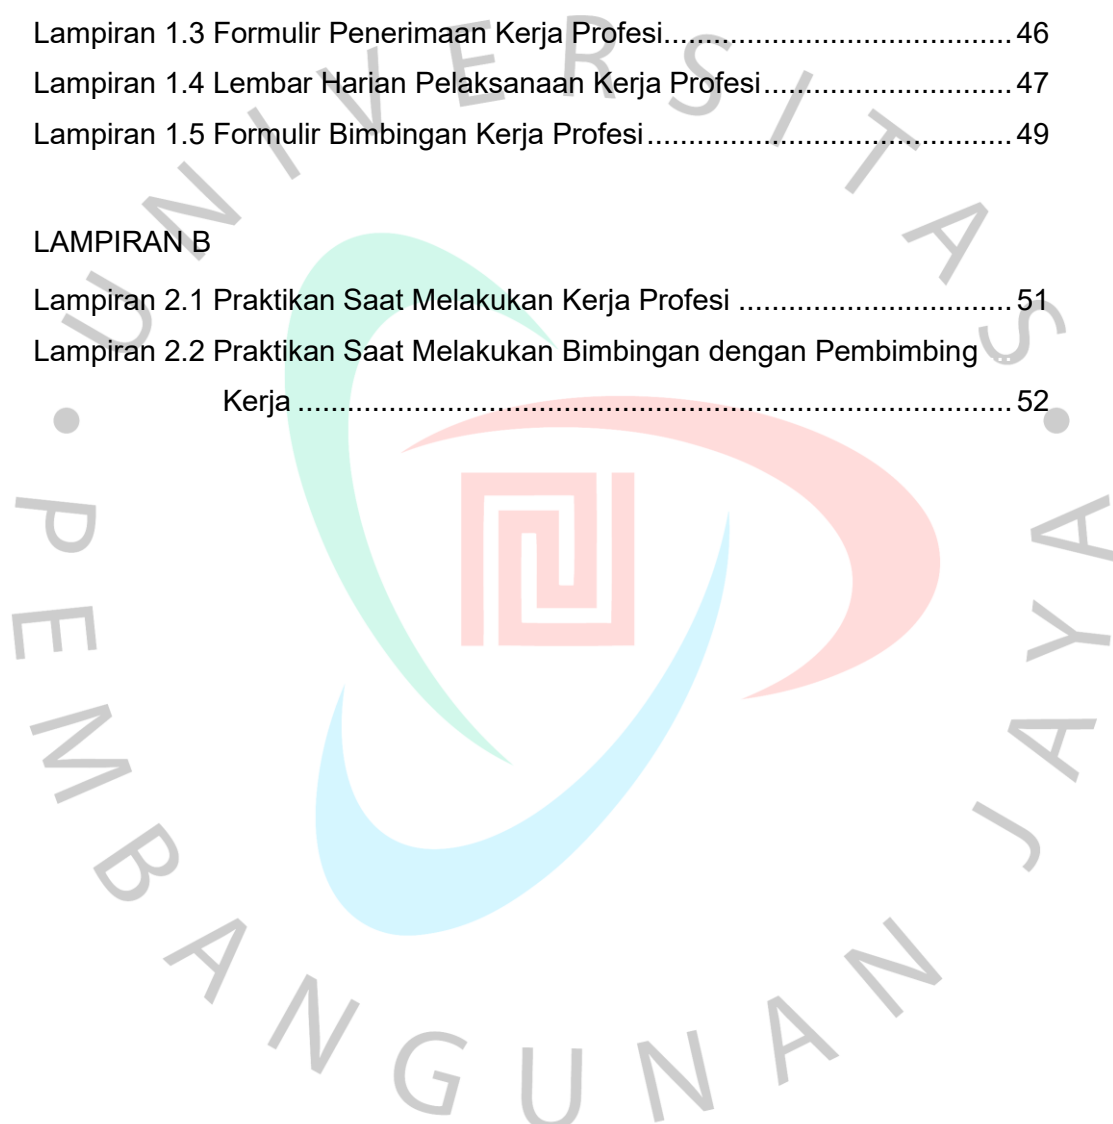 Lampiran 1.3 Formulir Penerimaan Kerja Profesi.......................................... 46
Lampiran 1.4 Lembar Harian Pelaksanaan Kerja Profesi.............................. 47
Lampiran 1.5 Formulir Bimbingan Kerja Profesi............................................ 49
LAMPIRAN B
Lampiran 2.1 Praktikan Saat Melakukan Kerja Profesi ................................. 51
Lampiran 2.2 Praktikan Saat Melakukan Bimbingan dengan Pembimbing ..
Kerja ...................................................................................... 52
UNIVERSITAS • PEMBANGUNAN JAYA •